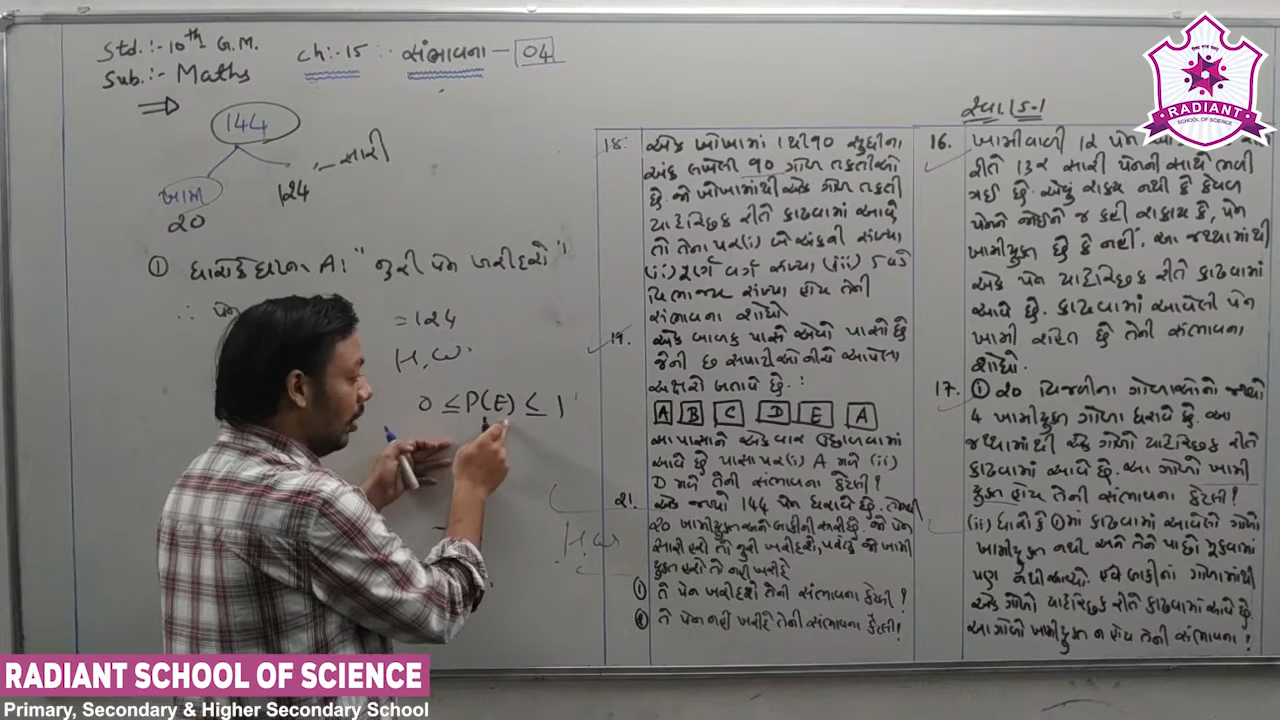 Std. :- 10th G.M.
Sub. :- Maths
Ch :- 15 :- સંભાવના - 04
144
ખામી
20
124
સારી
① ધારોકે ઘટના A: "નુરી પેન ખરીદશે"
∴ પેન
= 124
H.W.
0 ≤ P(E) ≤ 1
H.W
18. એક ખોખામાં 1થી 90 સુધીના
અંક લખેલી 90 ગોળ તકતીઓ
છે. જો ખોખામાંથી એક ગોળ તકતી
યાદૈચ્છિક રીતે કાઢવામાં આવે,
તો તેના પર (i) બે અંકની સંખ્યા
(ii) પૂર્ણ વર્ગ સંખ્યા (iii) 5 વડે
વિભાજ્ય સંખ્યા હોય તેની
સંભાવના શોધો
19. એક બાળક પાસે એવો પાસો છે
જેની છ સપાટીઓ નીચે આપેલા
અક્ષરો બતાવે છે. :
A B C D E A
આ પાસાને એકવાર ઉછાળવામાં
આવે છે પાસા પર (i) A મળે (ii)
D મળે તેની સંભાવના કેટલી?
21. એક જથ્થો 144 પેન ધરાવે છે. તેમાંથી
20 ખામીયુક્ત અને બાકીની સારી છે. જો પેન
સારી હશે તો નુરી ખરીદશે, પરંતુ જો ખામી
યુક્ત હશે તો નહીં ખરીદે
① તે પેન ખરીદશે તેની સંભાવના કેટલી?
② તે પેન નહીં ખરીદે તેની સંભાવના કેટલી?
સ્વા 15-1
16. ખામીવાળી 12 પેન
રીતે 132 સારી પેનની સાથે ભળી
ગઈ છે. એવું શક્ય નથી કે કેવળ
પેનને જોઈને જ કહી શકાય કે, પેન
ખામીયુક્ત છે કે નહીં. આ જથ્થામાંથી
એક પેન યાદૈચ્છિક રીતે કાઢવામાં
આવે છે. કાઢવામાં આવેલી પેન
ખામી રહિત છે તેની સંભાવના
શોધો.
17. ① 20 વિજળીના ગોળાઓનો જથ્થો
4 ખામીયુક્ત ગોળા ધરાવે છે. આ
જથ્થામાંથી એક ગોળો યાદૈચ્છિક રીતે
કાઢવામાં આવે છે. આ ગોળો ખામી
યુક્ત હોય તેની સંભાવના કેટલી?
(ii) ધારો કે ①માં કાઢવામાં આવેલો ગોળો
ખામીયુક્ત નથી અને તેને પાછો મૂકવામાં
પણ નથી આવ્યો. હવે બાકીના ગોળામાંથી
એક ગોળો યાદૈચ્છિક રીતે કાઢવામાં આવે છે.
આ ગોળો ખામીયુક્ત ન હોય તેની સંભાવના?
RADIANT
SCHOOL OF SCIENCE
RADIANT SCHOOL OF SCIENCE
Primary, Secondary & Higher Secondary School